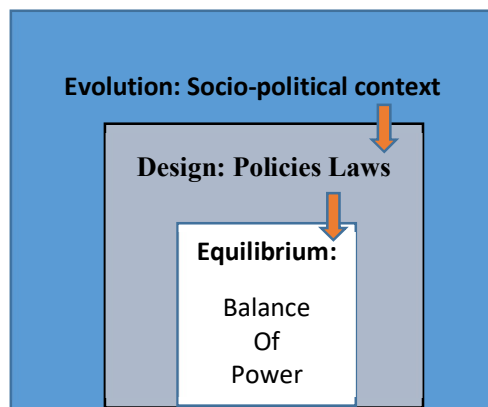 Evolution: Socio-political context
Design: Policies Laws
Equilibrium:
Balance
Of
Power